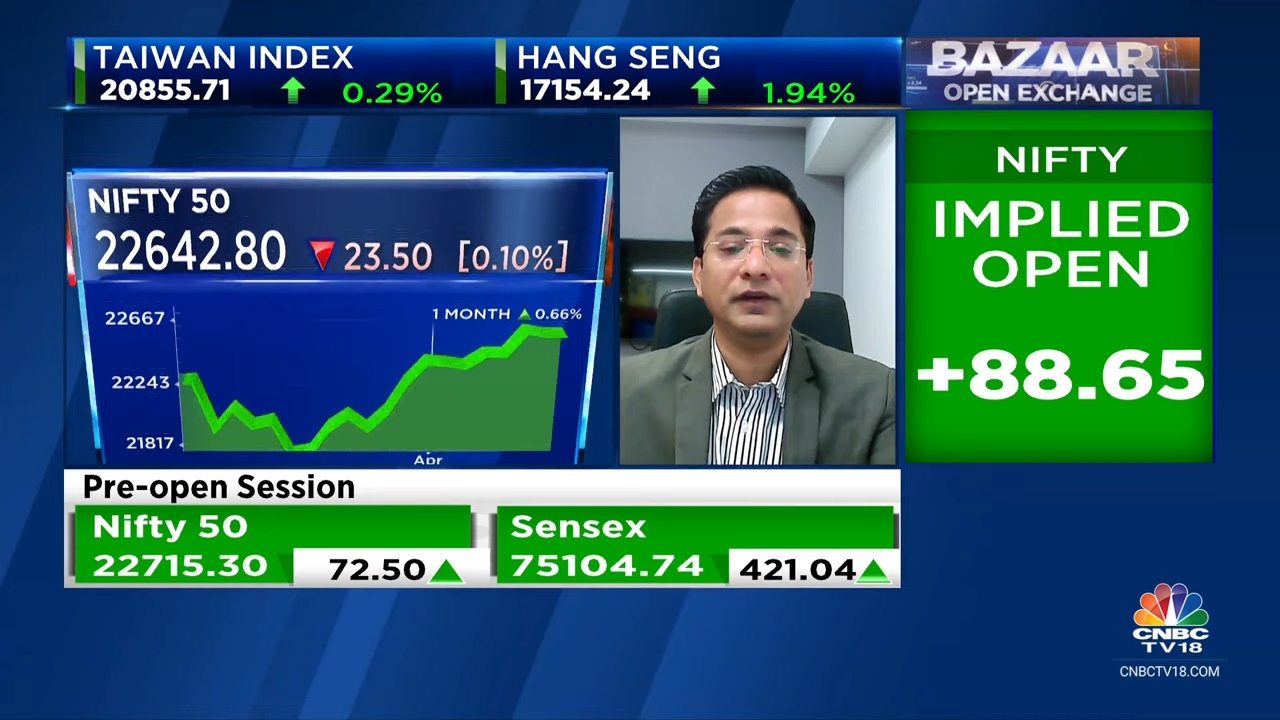 TAIWAN INDEX
20855.71 0.29%
HANG SENG
17154.24 1.94%
BAZAAR
OPEN EXCHANGE
NIFTY 50
22642.80 23.50 [0.10%]
1 MONTH 0.66%
22667
22243
21817
Apr
NIFTY
IMPLIED
OPEN
+88.65
Pre-open Session
Nifty 50
22715.30 72.50
Sensex
75104.74 421.04
CNBC
TV18
CNBCTV18.COM